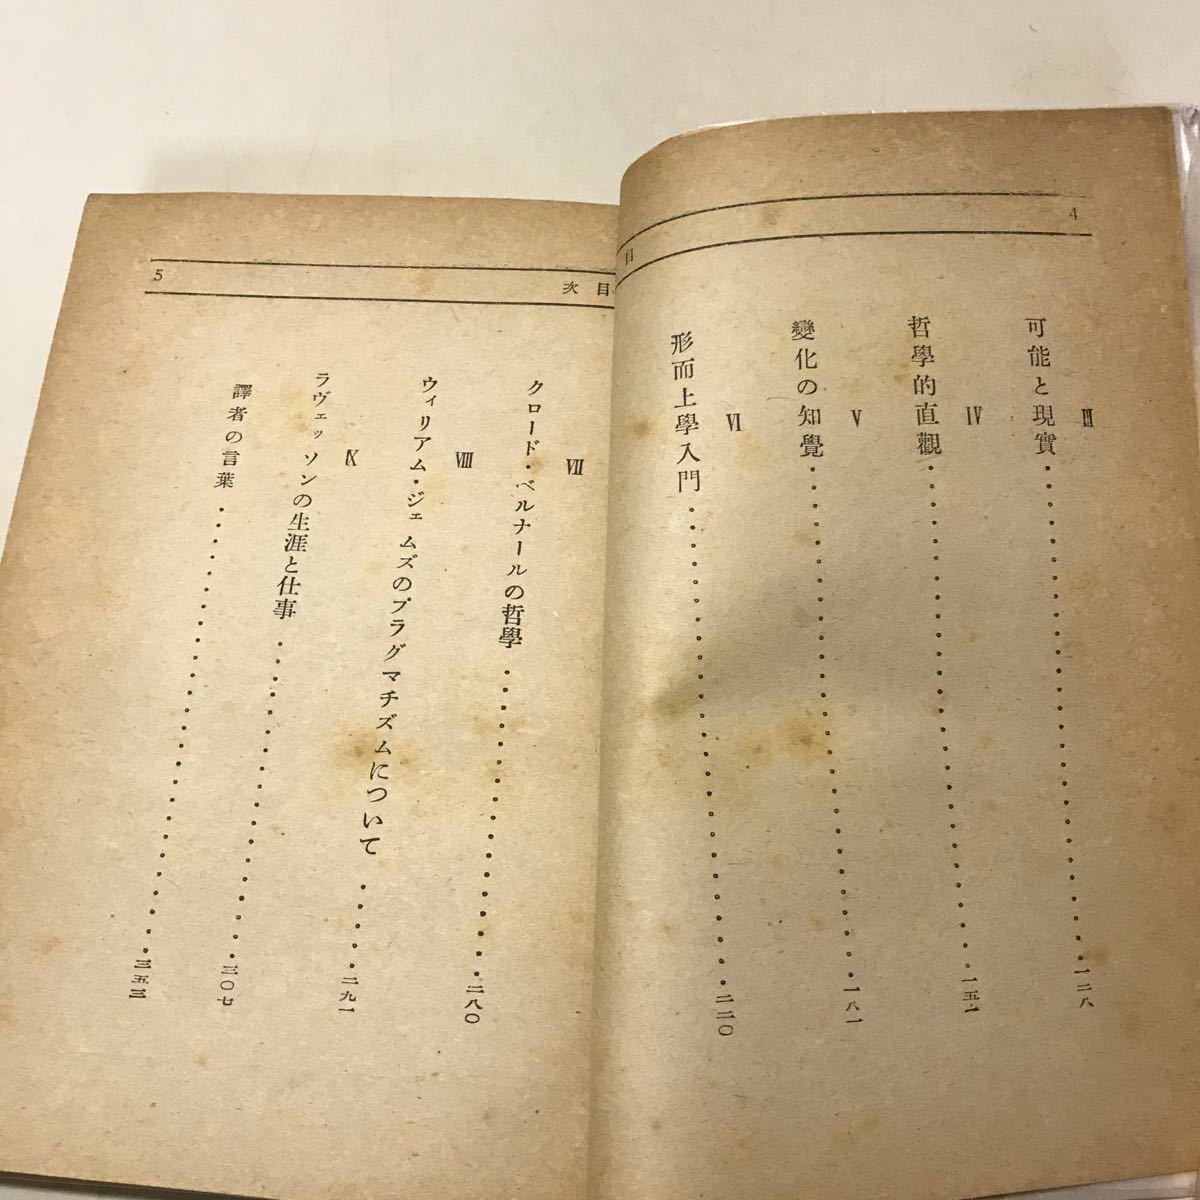 4
目
III
可能と現實・・・・・・・・・・・・・・・・・・・・一二八
IV
哲學的直觀・・・・・・・・・・・・・・・・・・・・一五一
V
變化の知覺・・・・・・・・・・・・・・・・・・・・一八一
VI
形而上學入門・・・・・・・・・・・・・・・・・・・・二二〇
目次
5
VII
クロード・ベルナールの哲學・・・・・・・・・・・・・・二八〇
VIII
ウィリアム・ジェムズのプラグマチズムについて・・・・・二九一
IX
ラヴェッソンの生涯と仕事・・・・・・・・・・・・・・・三〇七
譯者の言葉・・・・・・・・・・・・・・・・・・・・三五三